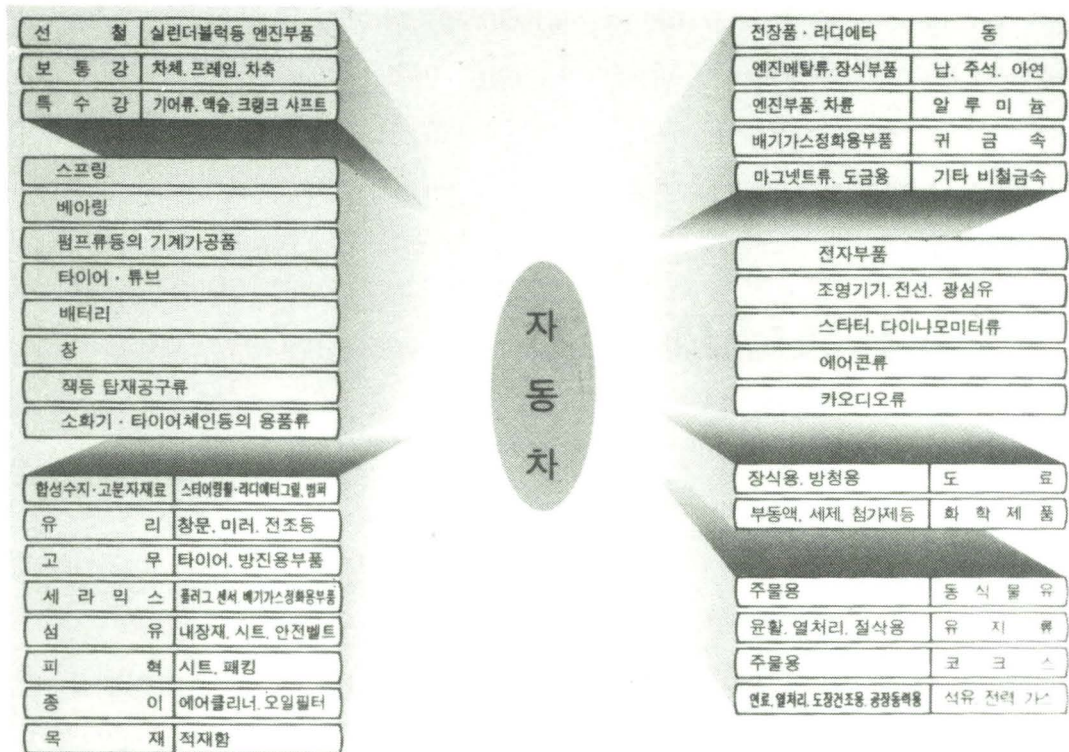 선 철 실린더블럭등 엔진부품
보 통 강 차체, 프레임, 차축
특 수 강 기어류, 액슬, 크랭크 샤프트
스프링
베아링
펌프류등의 기계가공품
타이어 · 튜브
배터리
창
잭등 탑재공구류
소화기 · 타이어체인등의 용품류
합성수지·고분자재료 스티어링휠·라디에터그릴, 범퍼
유 리 창문, 미러, 전조등
고 무 타이어, 방진용부품
세 라 믹 스 플러그 센서 배기가스정화용부품
섬 유 내장재, 시트, 안전벨트
피 혁 시트, 패킹
종 이 에어클리너, 오일필터
목 재 적재함
자
동
차
전장품 · 라디에타 동
엔진메탈류, 장식부품 납, 주석, 아연
엔진부품, 차륜 알 루 미 늄
배기가스정화용부품 귀 금 속
마그넷트류, 도금용 기타 비철금속
전자부품
조명기기, 전선, 광섬유
스타터, 다이나모미터류
에어콘류
카오디오류
장식용, 방청용 도 료
부동액, 세제, 첨가제등 화 학 제 품
주물용 동 식 물 유
윤활, 열처리, 절삭용 유 지 류
주물용 코 크 스
연료, 열처리, 도장건조용, 공장동력용 석유 전력 가스